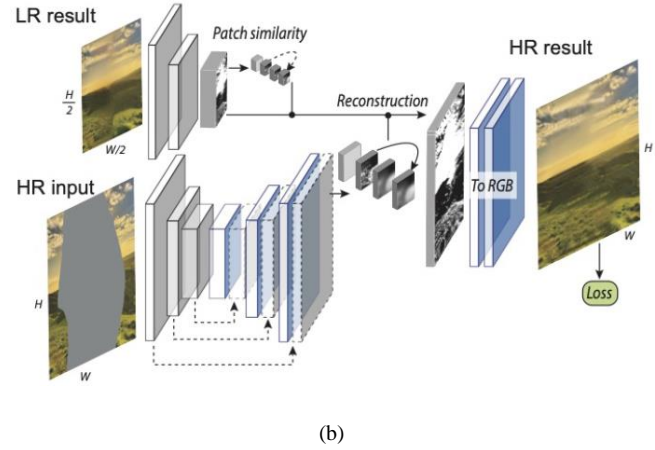 LR result
Patch similarity
HR result
H/2
W/2
Reconstruction
HR input
To RGB
H
W
H
W
Loss
(b)